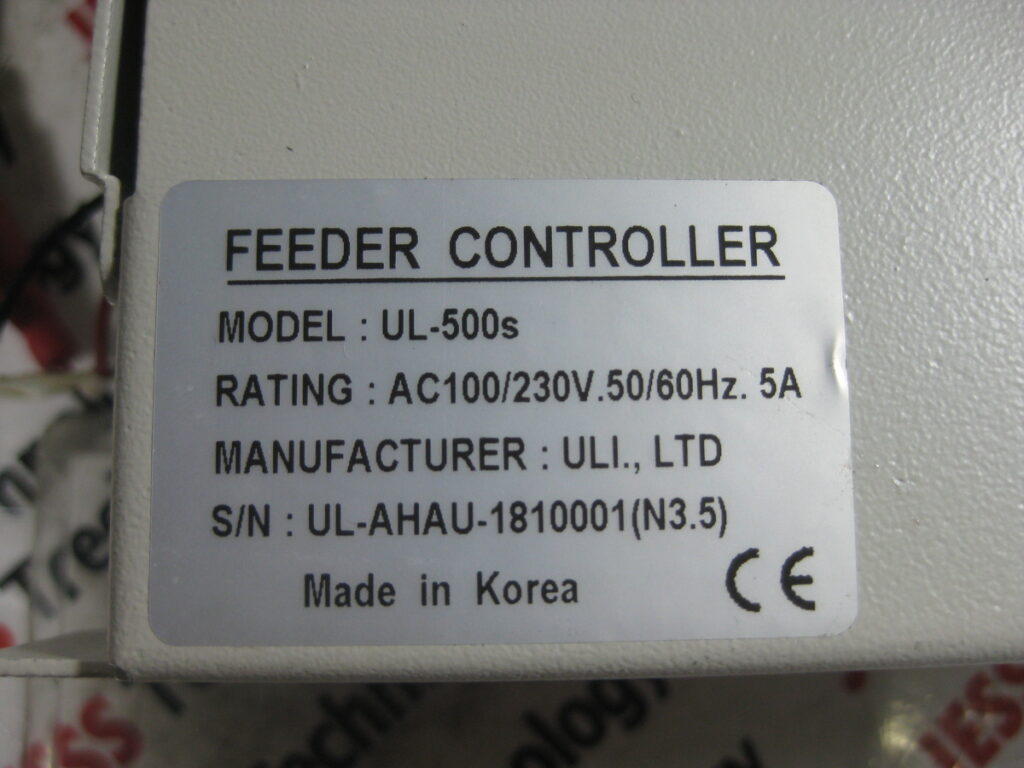 FEEDER CONTROLLER
MODEL : UL-500s
RATING : AC100/230V.50/60Hz. 5A
MANUFACTURER : ULI., LTD
S/N : UL-AHAU-1810001(N3.5)
Made in Korea CE